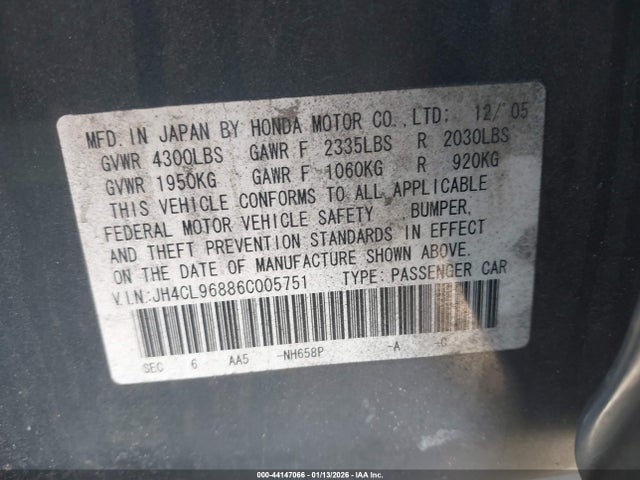 MFD. IN JAPAN BY HONDA MOTOR CO., LTD: 12/'05
GVWR 4300LBS GAWR F 2335LBS R 2030LBS
GVWR 1950KG GAWR F 1060KG R 920KG
THIS VEHICLE CONFORMS TO ALL APPLICABLE
FEDERAL MOTOR VEHICLE SAFETY BUMPER,
AND THEFT PREVENTION STANDARDS IN EFFECT
ON THE DATE OF MANUFACTURE SHOWN ABOVE.
V.I.N:JH4CL96886C005751 TYPE: PASSENGER CAR
SEC 6 AA5 -NH658P -A -C
000-44147066 - 01/13/2026 - IAAI, Inc.